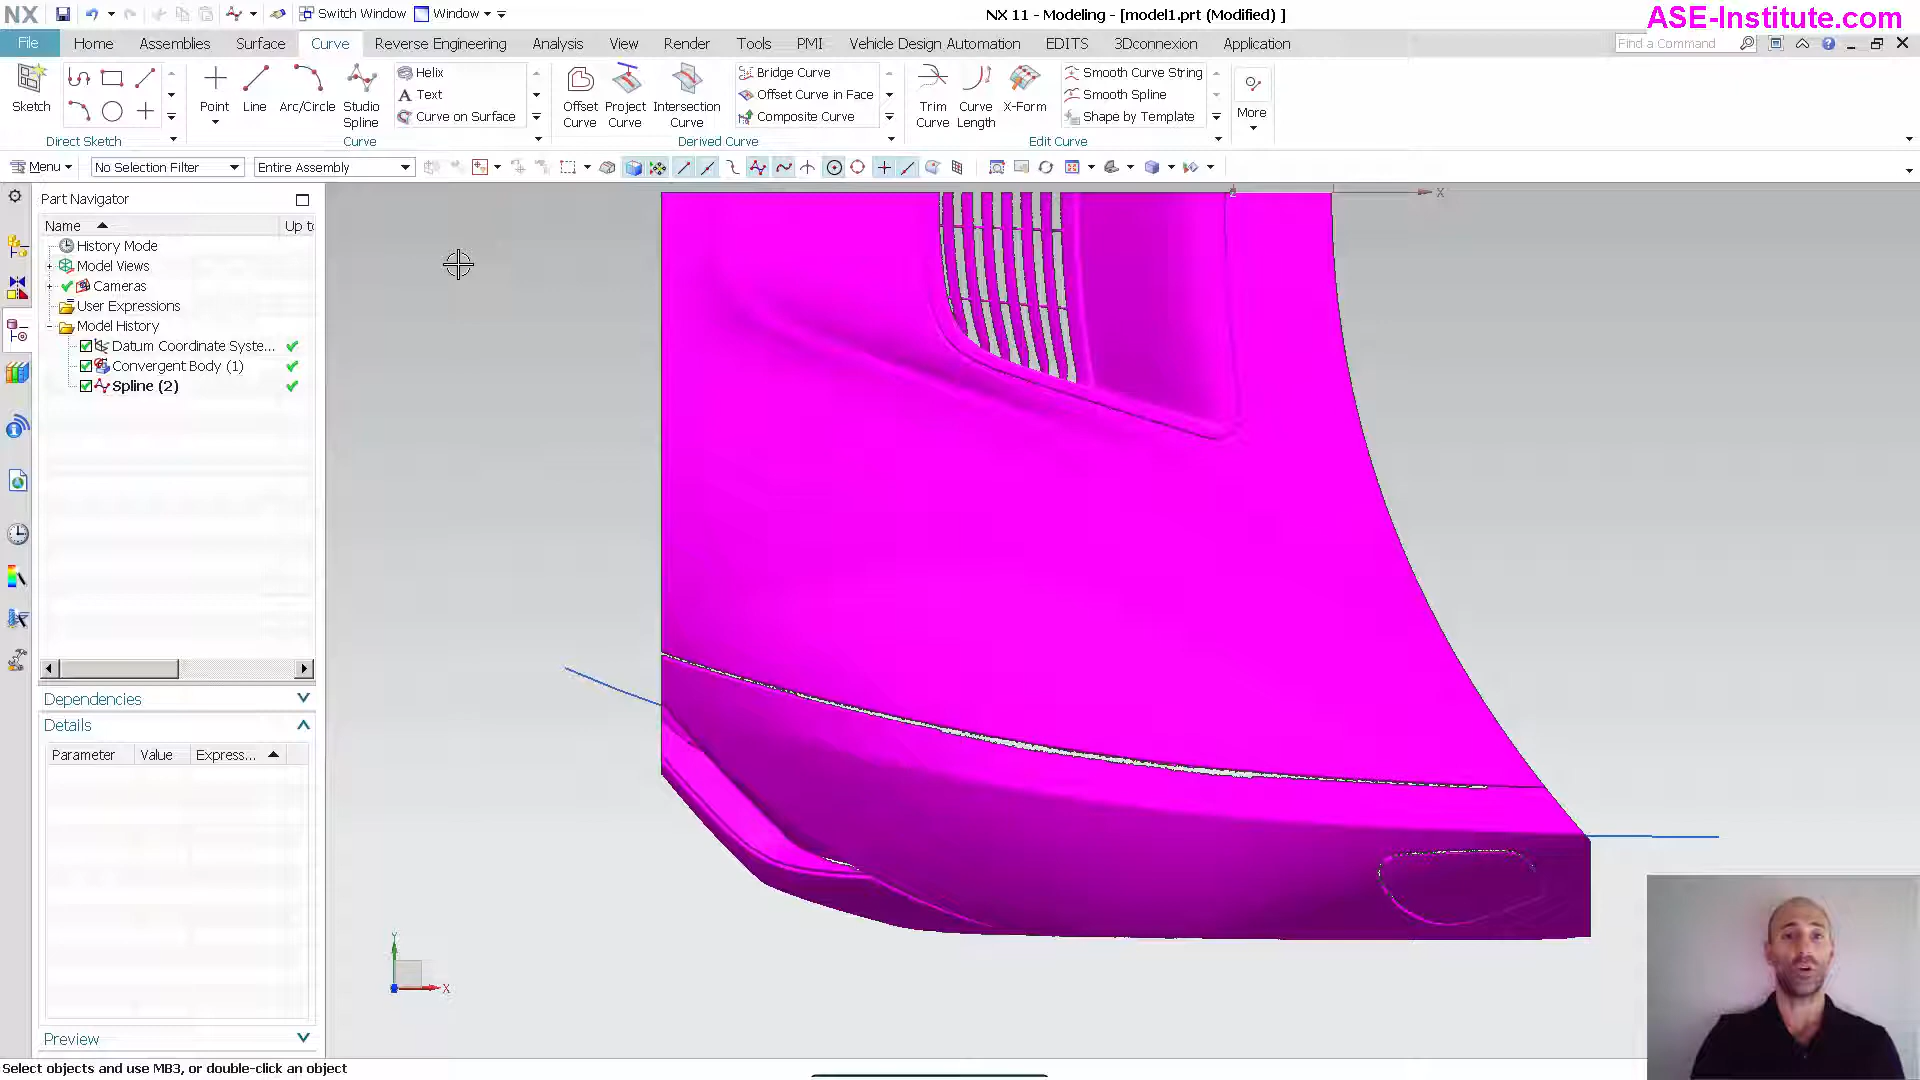 NX Switch Window Window NX 11 - Modeling - [model1.prt (Modified) ] ASE-Institute.com
File Home Assemblies Surface Curve Reverse Engineering Analysis View Render Tools PMI Vehicle Design Automation EDITS 3Dconnexion Application Find a Command
Sketch
Direct Sketch
Point Line Arc/Circle Studio Spline
Helix
Text
Curve on Surface
Curve
Offset Curve Project Curve Intersection Curve
Bridge Curve
Offset Curve in Face
Composite Curve
Derived Curve
Trim Curve Curve Length X-Form
Smooth Curve String
Smooth Spline
Shape by Template
Edit Curve
More
Menu No Selection Filter Entire Assembly
Part Navigator
Name Up to
History Mode
Model Views
Cameras
User Expressions
Model History
Datum Coordinate Syste...
Convergent Body (1)
Spline (2)
Dependencies
Details
Parameter Value Express...
Preview
X
Y
X
Select objects and use MB3, or double-click an object